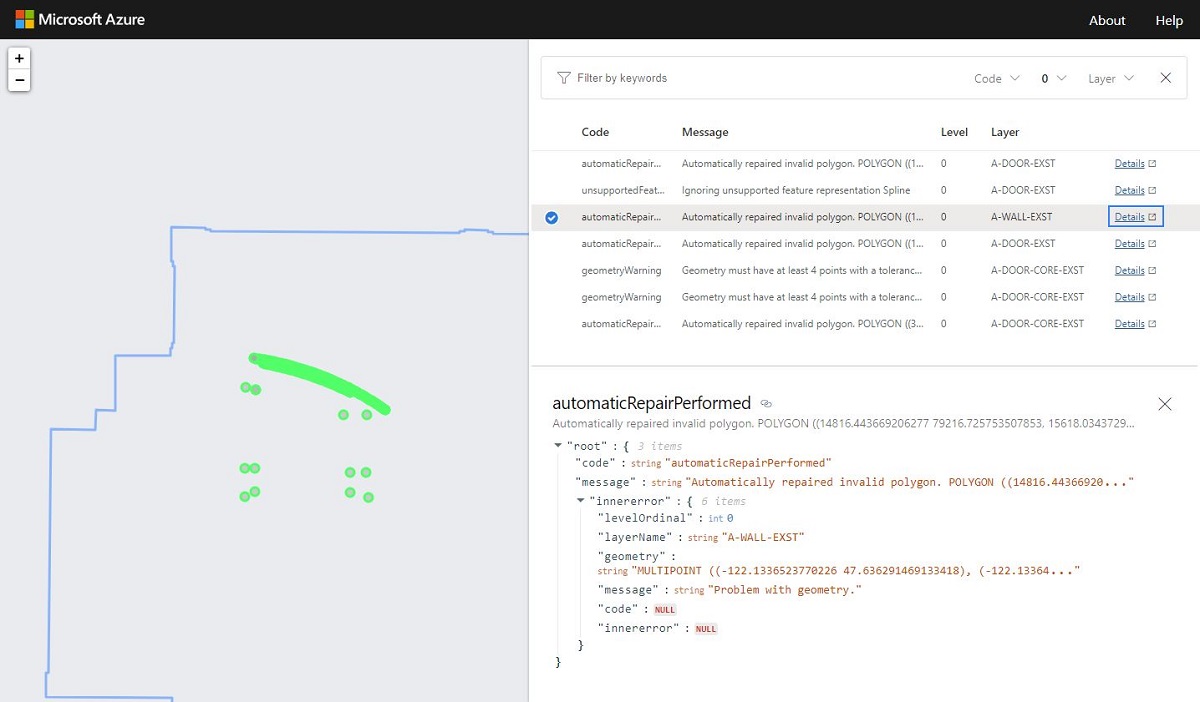 Microsoft Azure
About
Help
+
−
Filter by keywords
Code
0
Layer
Code Message Level Layer
automaticRepair... Automatically repaired invalid polygon. POLYGON ((1... 0 A-DOOR-EXST Details
unsupportedFeat... Ignoring unsupported feature representation Spline 0 A-DOOR-EXST Details
automaticRepair... Automatically repaired invalid polygon. POLYGON ((1... 0 A-WALL-EXST Details
automaticRepair... Automatically repaired invalid polygon. POLYGON ((1... 0 A-DOOR-EXST Details
geometryWarning Geometry must have at least 4 points with a toleranc... 0 A-DOOR-CORE-EXST Details
geometryWarning Geometry must have at least 4 points with a toleranc... 0 A-DOOR-CORE-EXST Details
automaticRepair... Automatically repaired invalid polygon. POLYGON ((3... 0 A-DOOR-CORE-EXST Details
automaticRepairPerformed
Automatically repaired invalid polygon. POLYGON ((14816.443669206277 79216.725753507853, 15618.0343729...
"root" : { 3 items
"code" : string "automaticRepairPerformed"
"message" : string "Automatically repaired invalid polygon. POLYGON ((14816.44366920..."
"innererror" : { 6 items
"levelOrdinal" : int 0
"layerName" : string "A-WALL-EXST"
"geometry" :
string "MULTIPOINT ((-122.1336523770226 47.636291469133418), (-122.13364..."
"message" : string "Problem with geometry."
"code" : NULL
"innererror" : NULL
}
}